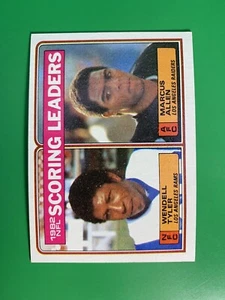 1982 NFL
SCORING LEADERS
AFC
MARCUS
ALLEN
LOS ANGELES RAIDERS
NFC
WENDELL
TYLER
LOS ANGELES RAMS